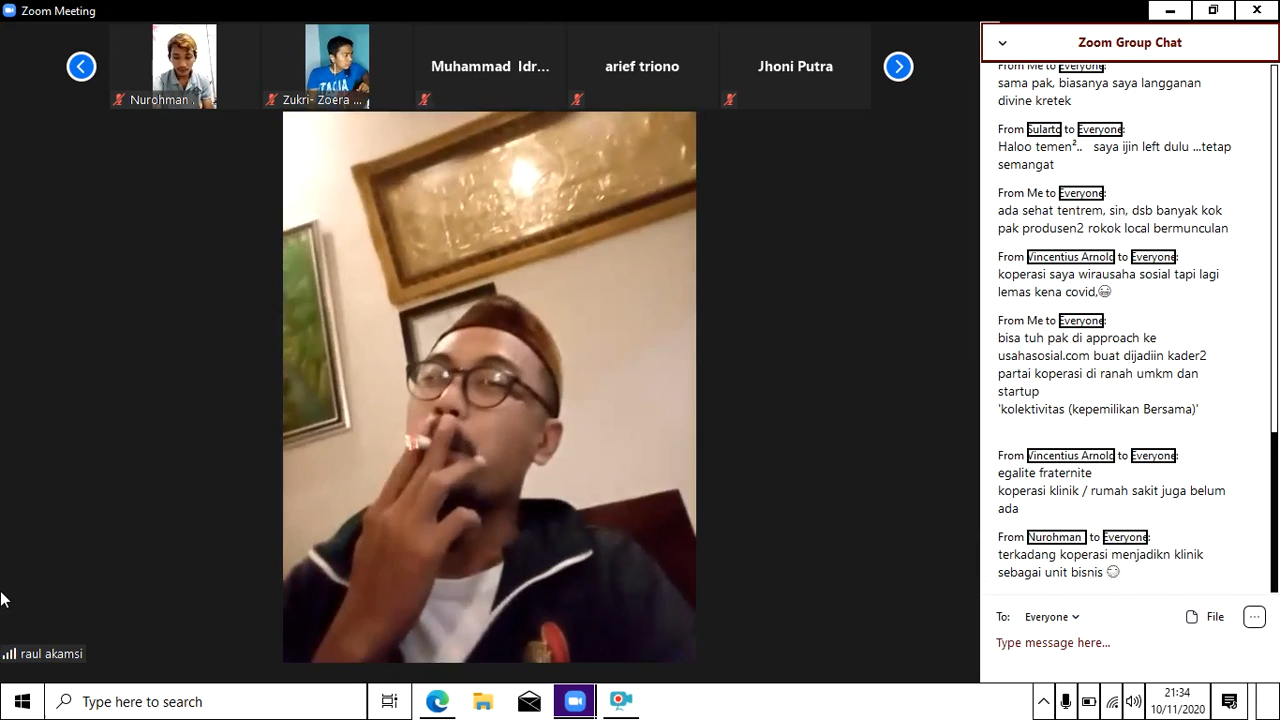 Zoom Meeting
Nurohman .
Zukri- Zoera ...
Muhammad Idr...
arief triono
Jhoni Putra
raul akamsi
Zoom Group Chat
From Me to Everyone:
sama pak, biasanya saya langganan
divine kretek
From Sularto to Everyone:
Haloo temen².. saya ijin left dulu ...tetap
semangat
From Me to Everyone:
ada sehat tentrem, sin, dsb banyak kok
pak produsen2 rokok local bermunculan
From Vincentius Arnold to Everyone:
koperasi saya wirausaha sosial tapi lagi
lemas kena covid,😷
From Me to Everyone:
bisa tuh pak di approach ke
usahasosial.com buat dijadiin kader2
partai koperasi di ranah umkm dan
startup
'kolektivitas (kepemilikan Bersama)'
From Vincentius Arnold to Everyone:
egalite fraternite
koperasi klinik / rumah sakit juga belum
ada
From Nurohman to Everyone:
terkadang koperasi menjadikn klinik
sebagai unit bisnis
To: Everyone
File
Type message here...
Type here to search
21:34
10/11/2020